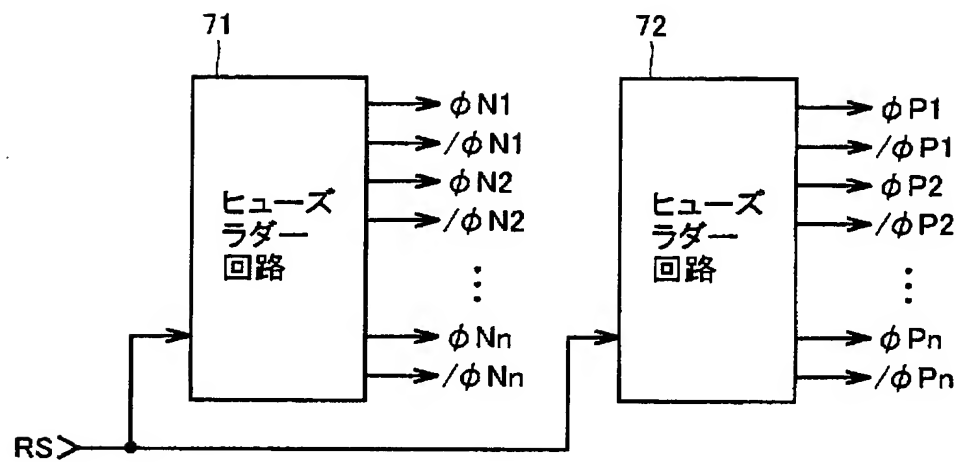 71
ヒューズ
ラダー
回路
φN1
/φN1
φN2
/φN2
⋮
φNn
/φNn
72
ヒューズ
ラダー
回路
φP1
/φP1
φP2
/φP2
⋮
φPn
/φPn
RS